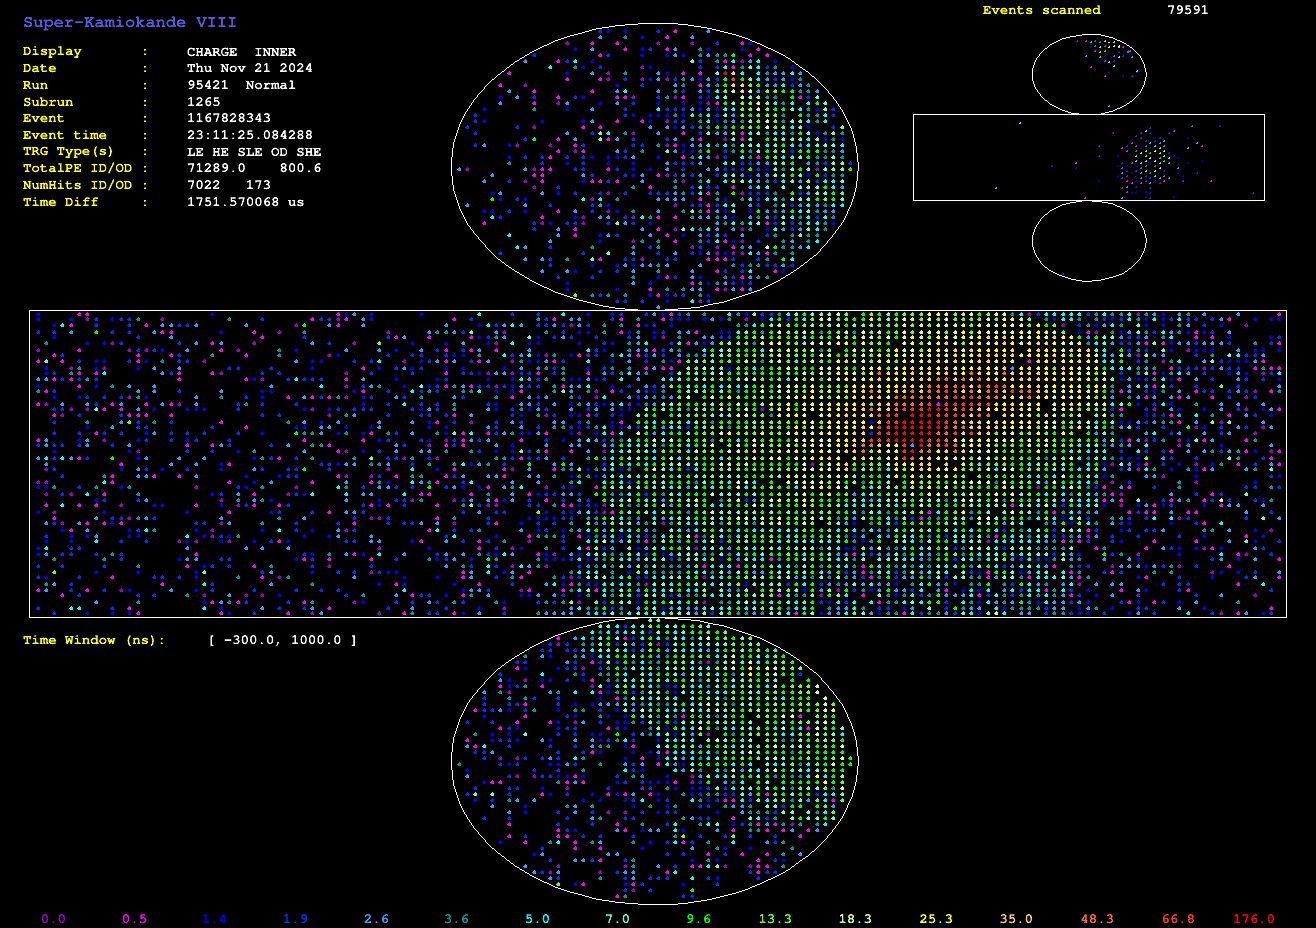 Super-Kamiokande VIII
Events scanned 79591
Display : CHARGE INNER
Date : Thu Nov 21 2024
Run : 95421 Normal
Subrun : 1265
Event : 1167828343
Event time : 23:11:25.084288
TRG Type(s) : LE HE SLE OD SHE
TotalPE ID/OD : 71289.0 800.6
NumHits ID/OD : 7022 173
Time Diff : 1751.570068 us
Time Window (ns): [ -300.0, 1000.0 ]
0.0 0.5 1.4 1.9 2.6 3.6 5.0 7.0 9.6 13.3 18.3 25.3 35.0 48.3 66.8 176.0